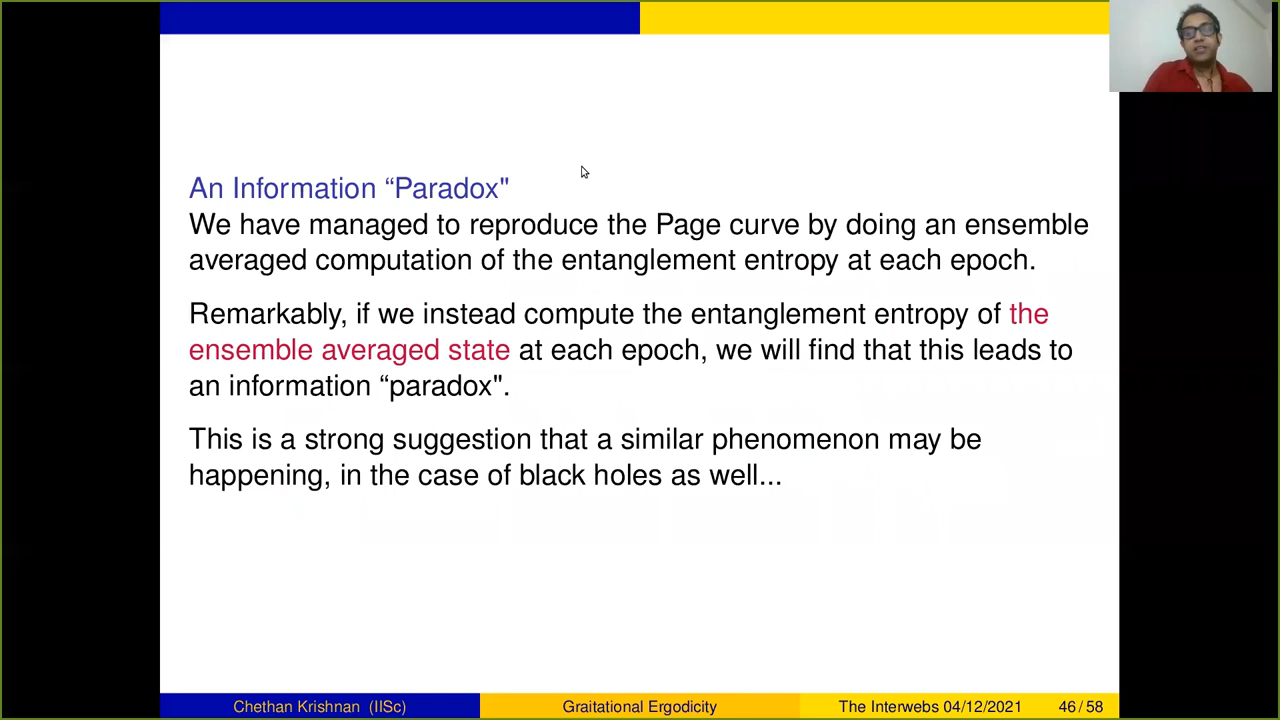 An Information “Paradox"
We have managed to reproduce the Page curve by doing an ensemble
averaged computation of the entanglement entropy at each epoch.
Remarkably, if we instead compute the entanglement entropy of the
ensemble averaged state at each epoch, we will find that this leads to
an information “paradox".
This is a strong suggestion that a similar phenomenon may be
happening, in the case of black holes as well...
Chethan Krishnan (IISc) Graitational Ergodicity The Interwebs 04/12/2021 46 / 58